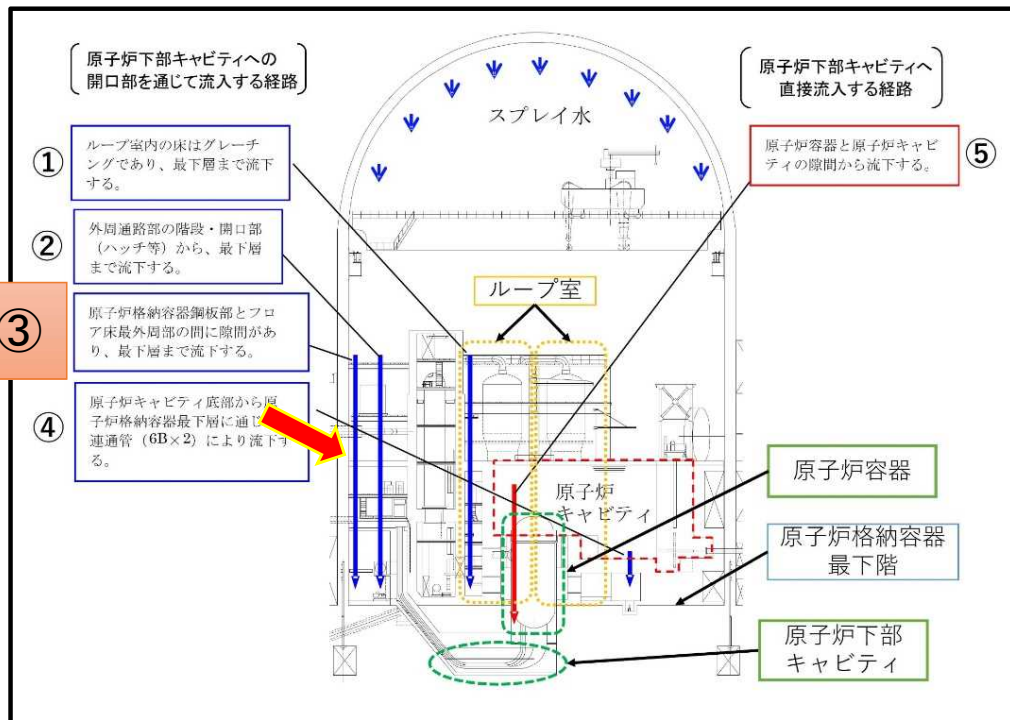 原子炉下部キャビティへの
開口部を通じて流入する経路
原子炉下部キャビティへ
直接流入する経路
スプレイ水
①
ループ室内の床はグレーチ
ングであり、最下層まで流下
する。
⑤
原子炉容器と原子炉キャビ
ティの隙間から流下する。
②
外周通路部の階段・開口部
（ハッチ等）から、最下層
まで流下する。
③
原子炉格納容器鋼板部とフロ
ア床最外周部の間に隙間があ
り、最下層まで流下する。
④
原子炉キャビティ底部から原
子炉格納容器最下層に通じ
連通管（6B×2）により流下す
る。
ループ室
原子炉
キャビティ
原子炉容器
原子炉格納容器
最下階
原子炉下部
キャビティ